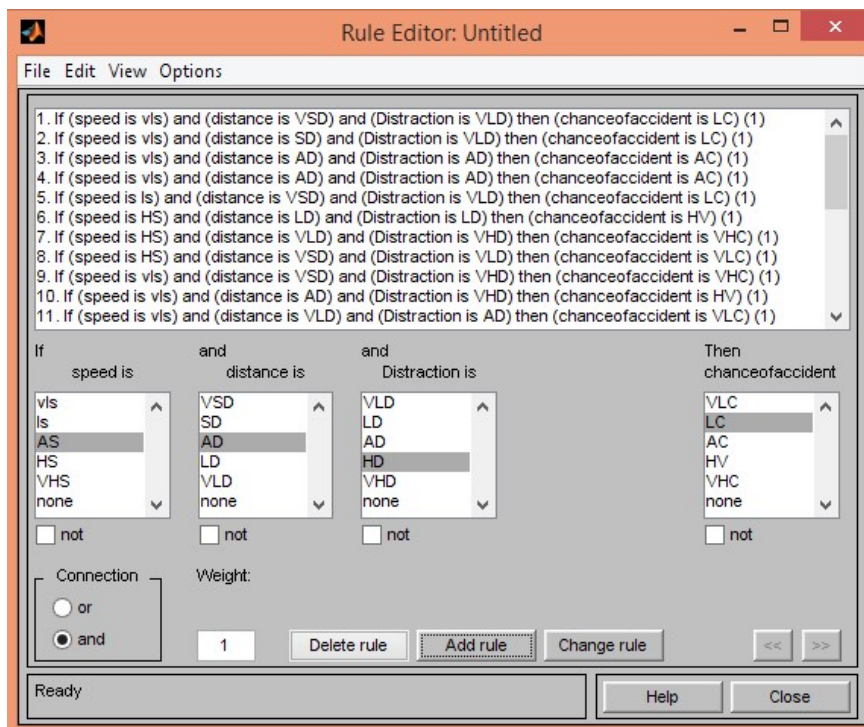 Rule Editor: Untitled
File Edit View Options
1. If (speed is vls) and (distance is VSD) and (Distraction is VLD) then (chanceofaccident is LC) (1)
2. If (speed is vls) and (distance is SD) and (Distraction is VLD) then (chanceofaccident is LC) (1)
3. If (speed is vls) and (distance is AD) and (Distraction is AD) then (chanceofaccident is AC) (1)
4. If (speed is vls) and (distance is AD) and (Distraction is AD) then (chanceofaccident is AC) (1)
5. If (speed is ls) and (distance is VSD) and (Distraction is VLD) then (chanceofaccident is LC) (1)
6. If (speed is HS) and (distance is LD) and (Distraction is LD) then (chanceofaccident is HV) (1)
7. If (speed is HS) and (distance is VLD) and (Distraction is VHD) then (chanceofaccident is VHC) (1)
8. If (speed is HS) and (distance is VSD) and (Distraction is VLD) then (chanceofaccident is VLC) (1)
9. If (speed is vls) and (distance is VSD) and (Distraction is VHD) then (chanceofaccident is VHC) (1)
10. If (speed is vls) and (distance is AD) and (Distraction is VHD) then (chanceofaccident is HV) (1)
11. If (speed is vls) and (distance is VLD) and (Distraction is AD) then (chanceofaccident is VLC) (1)
If and and Then
speed is distance is Distraction is chanceofaccident
vls VSD VLD VLC
ls SD LD LC
AS AD AD AC
HS LD HD HV
VHS VLD VHD VHC
none none none none
not not not not
Connection Weight:
or
and 1 Delete rule Add rule Change rule << >>
Ready Help Close